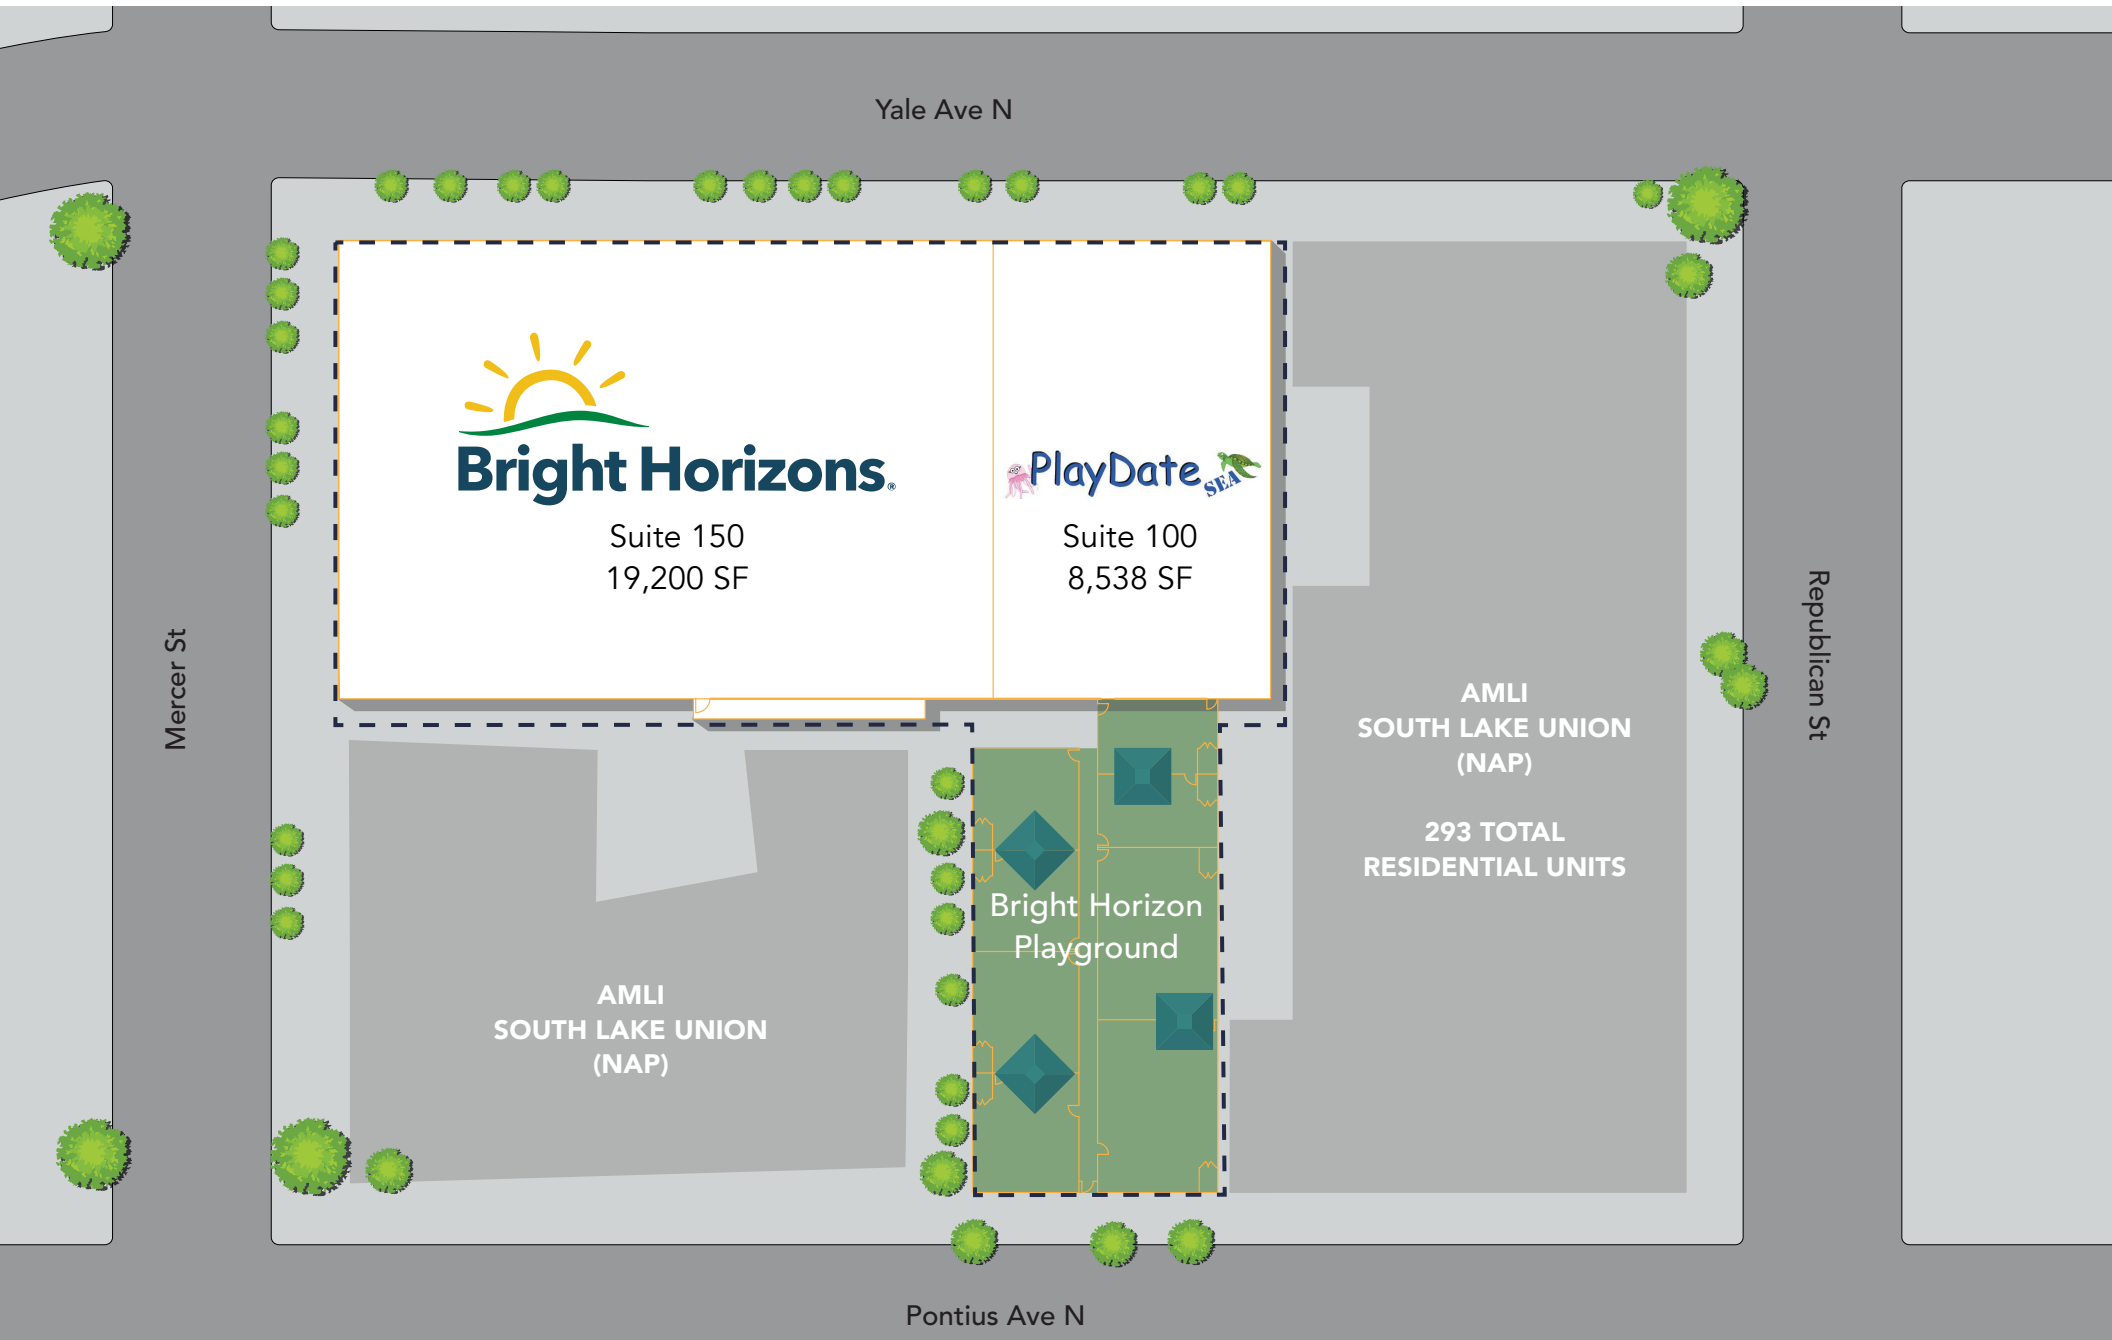 Yale Ave N
Bright Horizons®
Suite 150
19,200 SF
PlayDate
SEA
Suite 100
8,538 SF
Mercer St
Republican St
AMLI
SOUTH LAKE UNION
(NAP)
293 TOTAL
RESIDENTIAL UNITS
Bright Horizon
Playground
AMLI
SOUTH LAKE UNION
(NAP)
Pontius Ave N